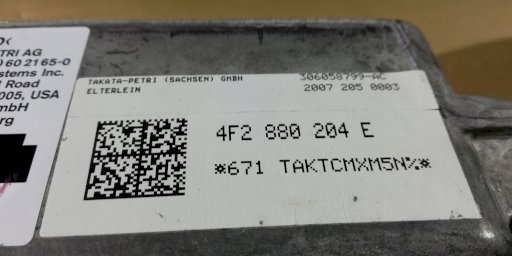 TRI AG
60 2165-0
stems Inc.
Road
005, USA
mbH
rg
TAKATA-PETRI (SACHSEN) GMBH
ELTERLEIN
306058799-AC
2007 205 0003
4F2 880 204 E
*671 TAKTCMXM5N%*